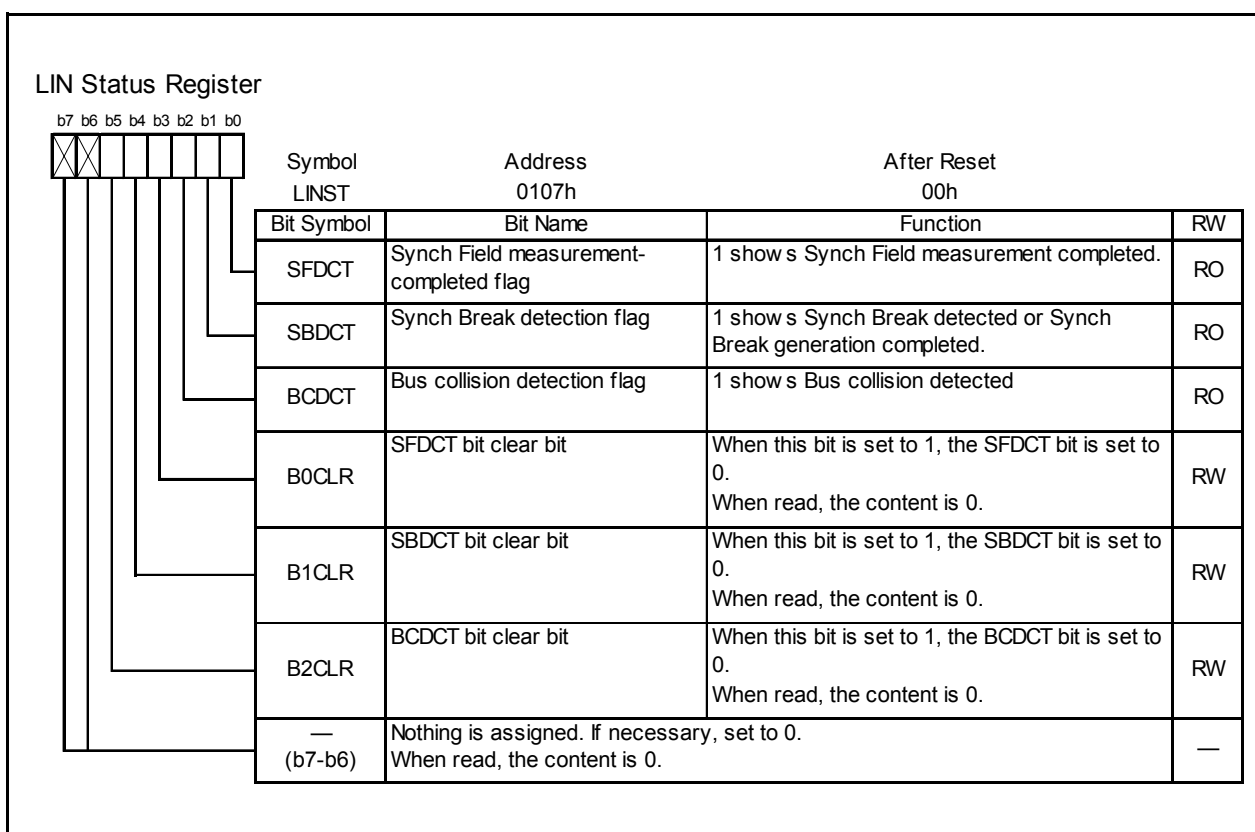 LIN Status Register
b7 b6 b5 b4 b3 b2 b1 b0
Symbol Address After Reset
LINST 0107h 00h
Bit Symbol Bit Name Function RW
SFDCT Synch Field measurement- 1 shows Synch Field measurement completed. RO
completed flag
SBDCT Synch Break detection flag 1 shows Synch Break detected or Synch RO
Break generation completed.
BCDCT Bus collision detection flag 1 shows Bus collision detected RO
B0CLR SFDCT bit clear bit When this bit is set to 1, the SFDCT bit is set to RW
0.
When read, the content is 0.
B1CLR SBDCT bit clear bit When this bit is set to 1, the SBDCT bit is set to RW
0.
When read, the content is 0.
B2CLR BCDCT bit clear bit When this bit is set to 1, the BCDCT bit is set to RW
0.
When read, the content is 0.
— Nothing is assigned. If necessary, set to 0. —
(b7-b6) When read, the content is 0.